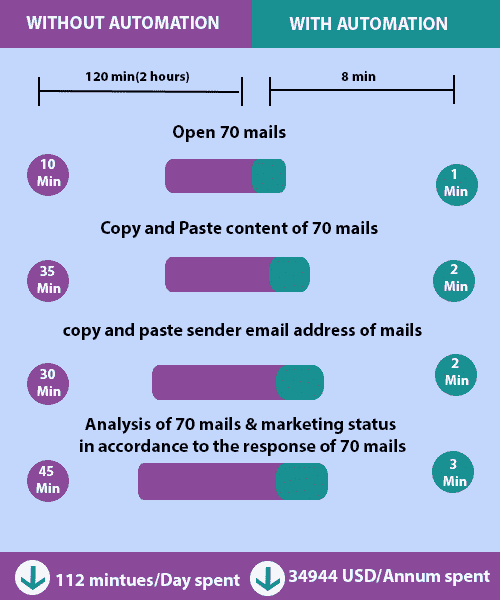 WITHOUT AUTOMATION
WITH AUTOMATION
120 min(2 hours)
8 min
Open 70 mails
10
Min
1
Min
Copy and Paste content of 70 mails
35
Min
2
Min
copy and paste sender email address of mails
30
Min
2
Min
Analysis of 70 mails & marketing status
in accordance to the response of 70 mails
45
Min
3
Min
112 mintues/Day spent
34944 USD/Annum spent